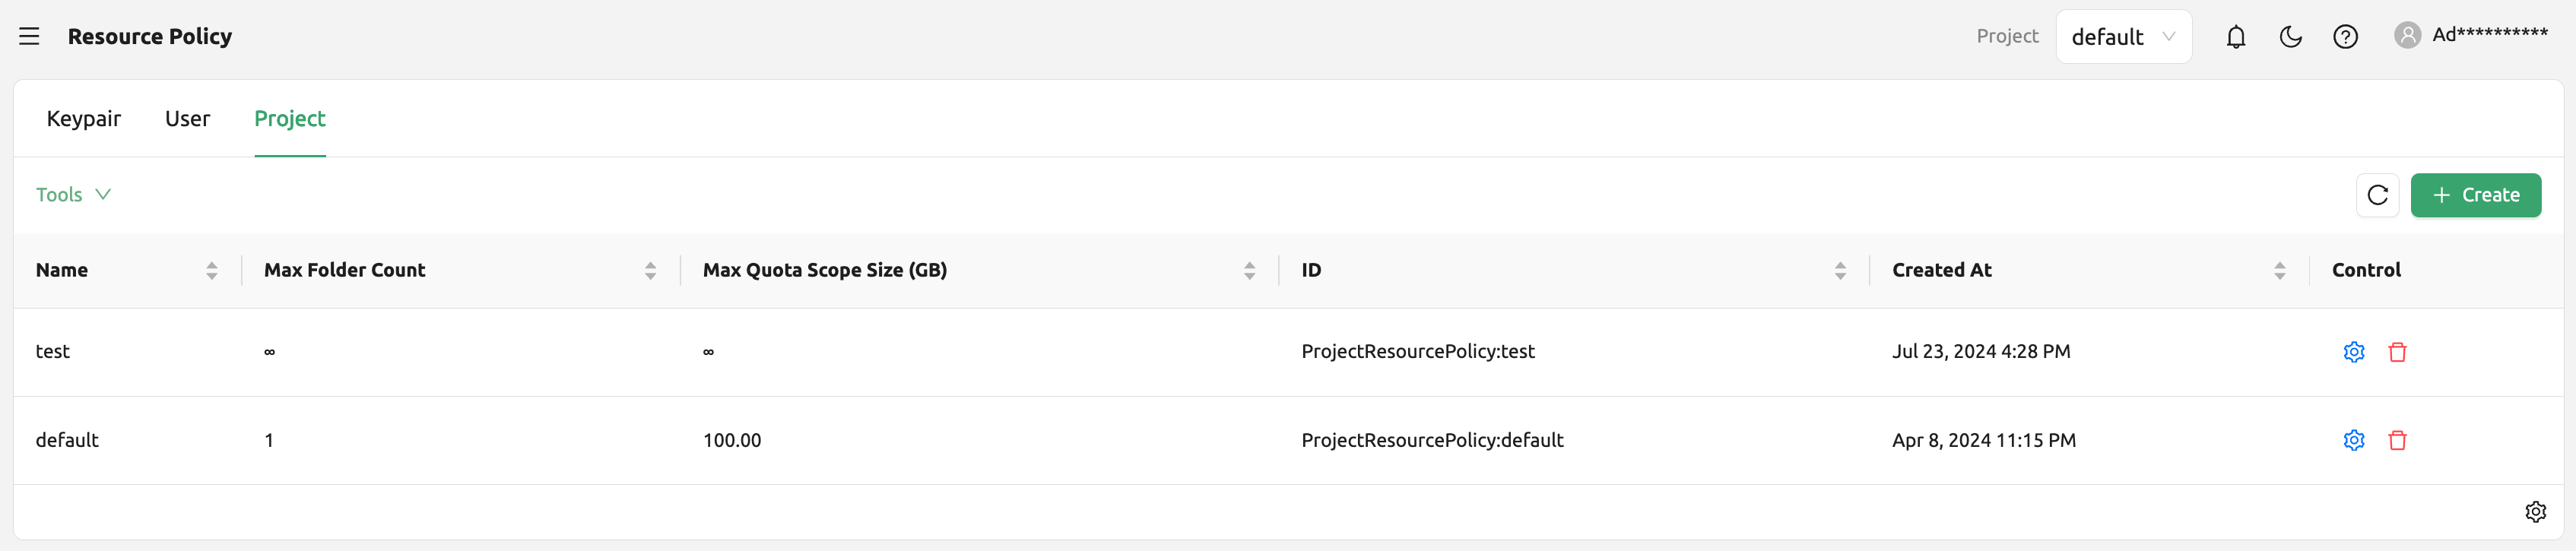 Resource Policy Project default Ad**********
Keypair User Project
Tools Create
Name Max Folder Count Max Quota Scope Size (GB) ID Created At Control
test ∞ ∞ ProjectResourcePolicy:test Jul 23, 2024 4:28 PM
default 1 100.00 ProjectResourcePolicy:default Apr 8, 2024 11:15 PM